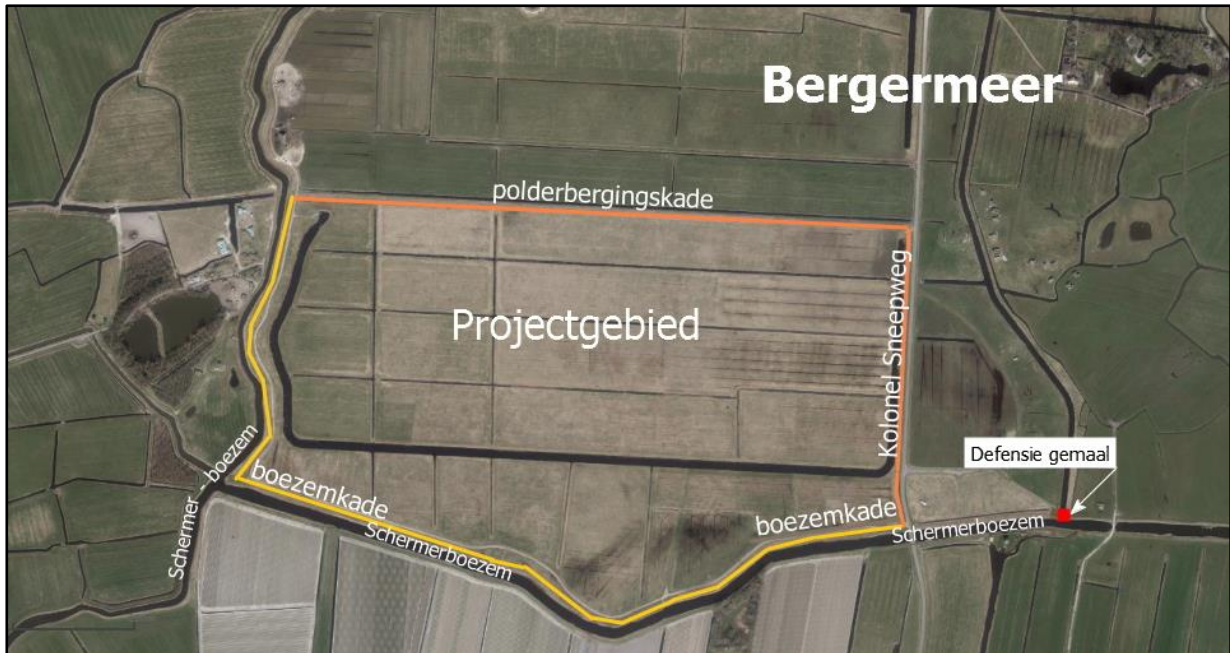 Bergermeer
polderbergingskade
Projectgebied
Kolonel Sneepweg
Defensie gemaal
Schermer - boezem
boezemkade
Schermerboezem
boezemkade
Schermerboezem